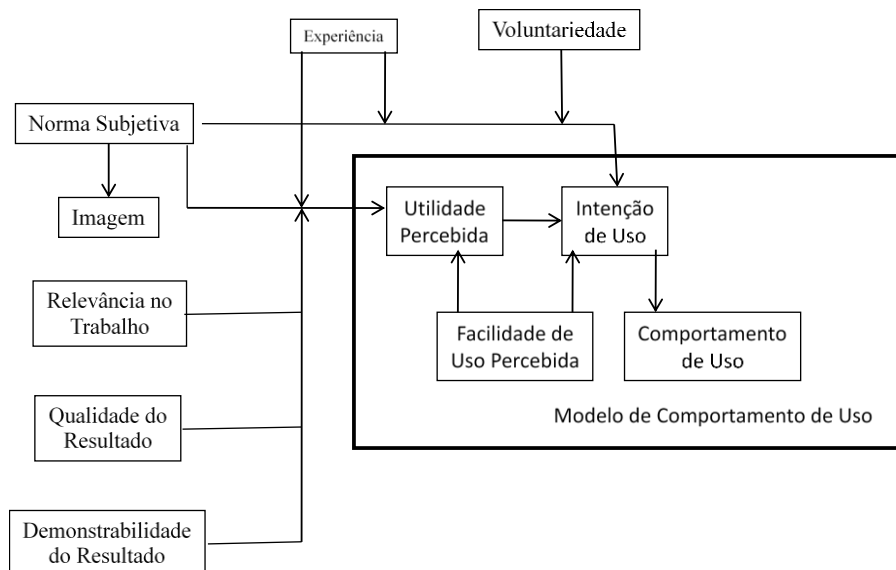 Experiência
Voluntariedade
Norma Subjetiva
Imagem
Utilidade
Percebida
Intenção
de Uso
Relevância no
Trabalho
Facilidade de
Uso Percebida
Comportamento
de Uso
Qualidade do
Resultado
Modelo de Comportamento de Uso
Demonstrabilidade
do Resultado